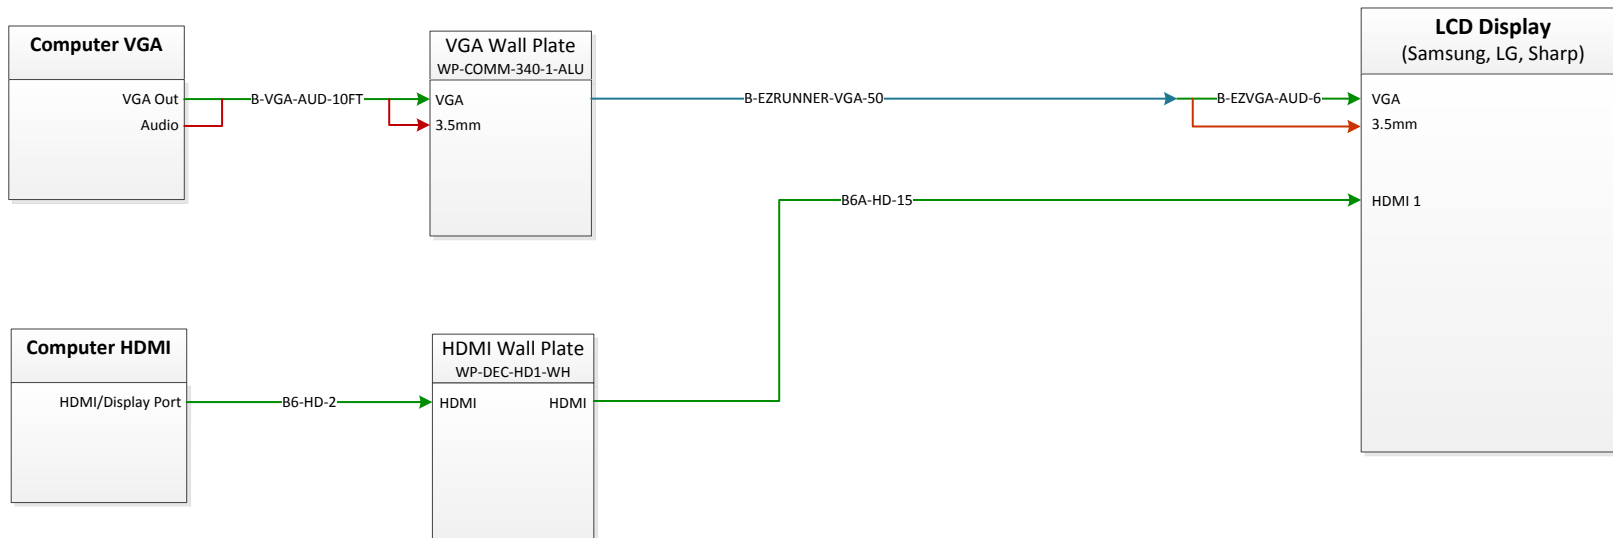 Computer VGA
VGA Out
Audio
B-VGA-AUD-10FT
VGA Wall Plate
WP-COMM-340-1-ALU
VGA
3.5mm
B-EZRUNNER-VGA-50
B-EZVGA-AUD-6
LCD Display
(Samsung, LG, Sharp)
VGA
3.5mm
HDMI 1
B6A-HD-15
Computer HDMI
HDMI/Display Port
B6-HD-2
HDMI Wall Plate
WP-DEC-HD1-WH
HDMI HDMI